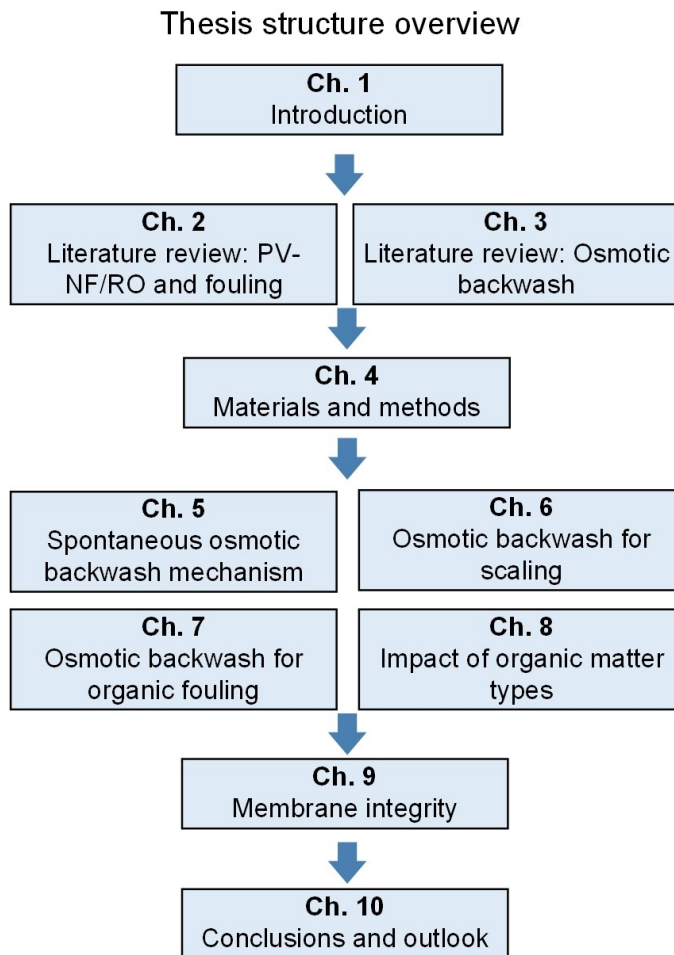 Thesis structure overview
Ch. 1
Introduction
Ch. 2
Literature review: PV-
NF/RO and fouling
Ch. 3
Literature review: Osmotic
backwash
Ch. 4
Materials and methods
Ch. 5
Spontaneous osmotic
backwash mechanism
Ch. 6
Osmotic backwash for
scaling
Ch. 7
Osmotic backwash for
organic fouling
Ch. 8
Impact of organic matter
types
Ch. 9
Membrane integrity
Ch. 10
Conclusions and outlook